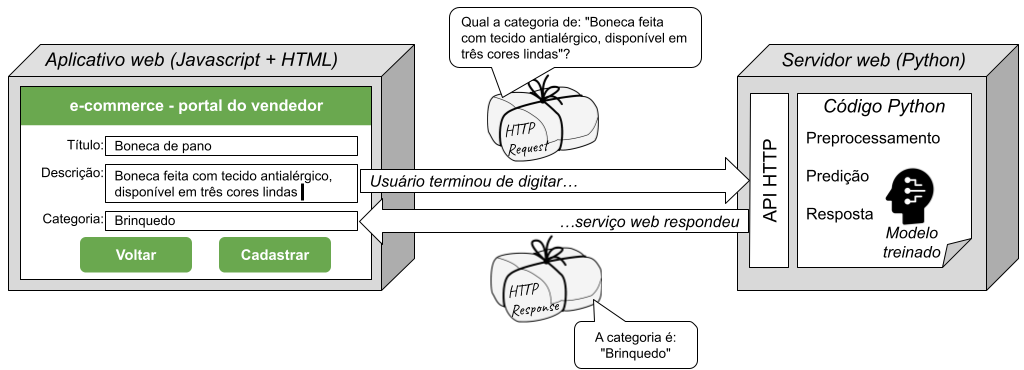 Qual a categoria de: "Boneca feita
com tecido antialérgico, disponível em
três cores lindas"?
Aplicativo web (Javascript + HTML)
e-commerce - portal do vendedor
Título:
Boneca de pano
Descrição:
Boneca feita com tecido antialérgico,
disponível em três cores lindas
Categoria:
Brinquedo
Voltar
Cadastrar
HTTP
Request
Usuário terminou de digitar…
…serviço web respondeu
HTTP
Response
A categoria é:
"Brinquedo"
Servidor web (Python)
API HTTP
Código Python
Preprocessamento
Predição
Resposta
Modelo
treinado